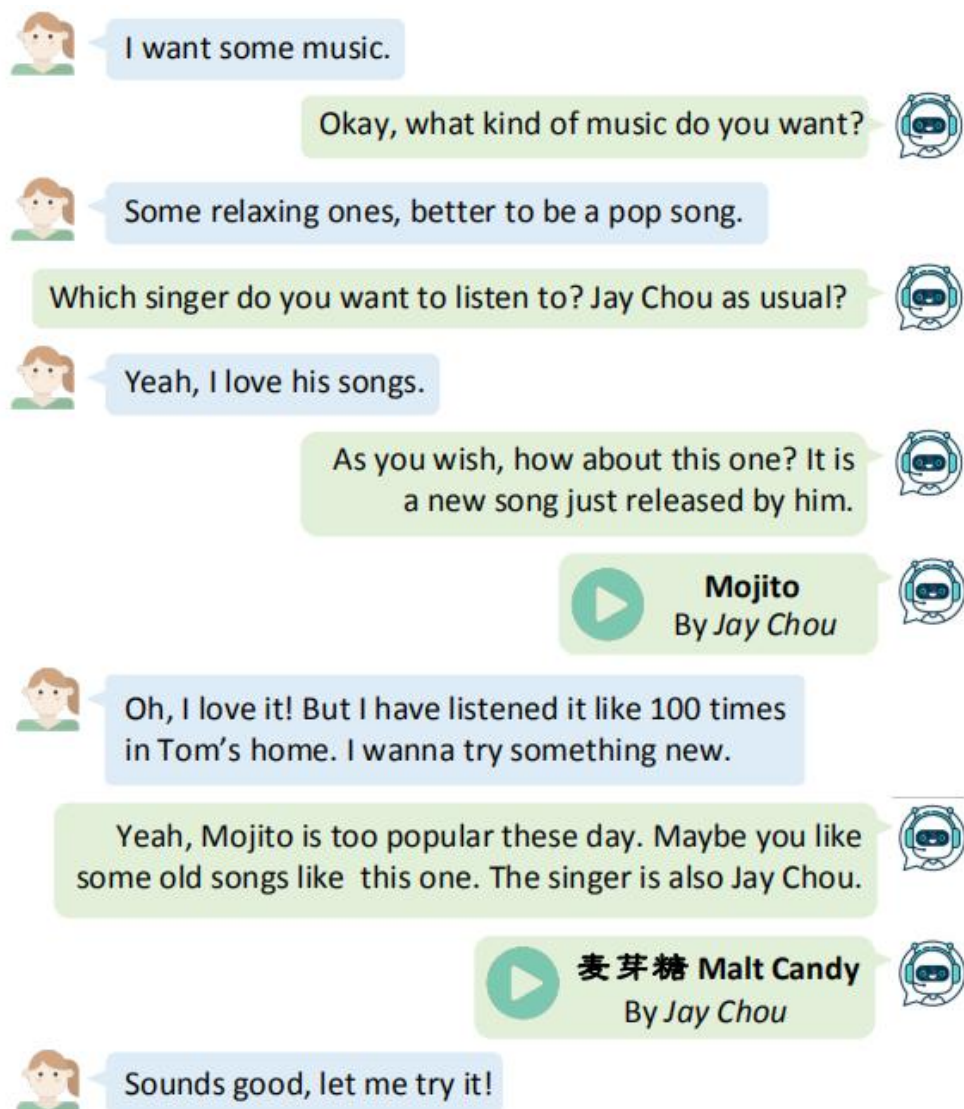 I want some music.
Okay, what kind of music do you want?
Some relaxing ones, better to be a pop song.
Which singer do you want to listen to? Jay Chou as usual?
Yeah, I love his songs.
As you wish, how about this one? It is
a new song just released by him.
Mojito
By Jay Chou
Oh, I love it! But I have listened it like 100 times
in Tom’s home. I wanna try something new.
Yeah, Mojito is too popular these day. Maybe you like
some old songs like this one. The singer is also Jay Chou.
麦芽糖 Malt Candy
By Jay Chou
Sounds good, let me try it!